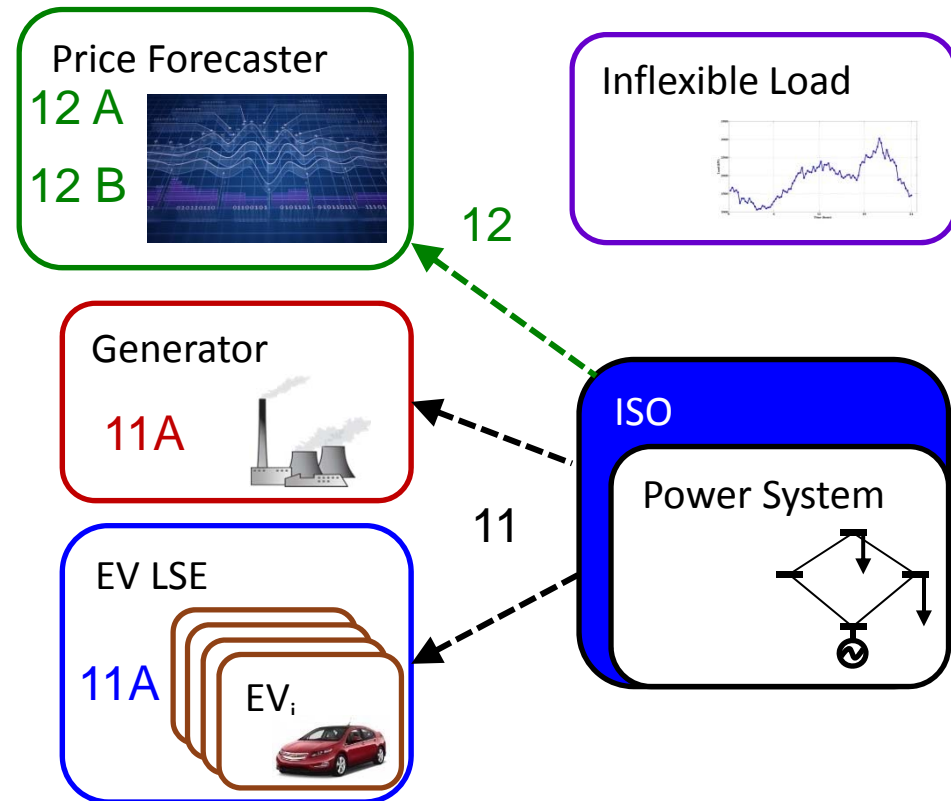 Price Forecaster
12 A
12 B
Inflexible Load
12
Generator
11A
ISO
Power System
11
EV LSE
11A
EVᵢ